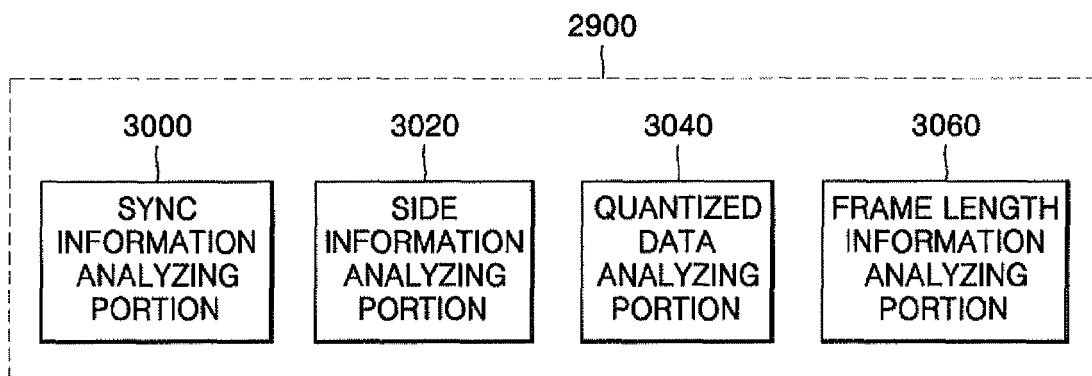 2900
3000
3020
3040
3060
SYNC
INFORMATION
ANALYZING
PORTION
SIDE
INFORMATION
ANALYZING
PORTION
QUANTIZED
DATA
ANALYZING
PORTION
FRAME LENGTH
INFORMATION
ANALYZING
PORTION